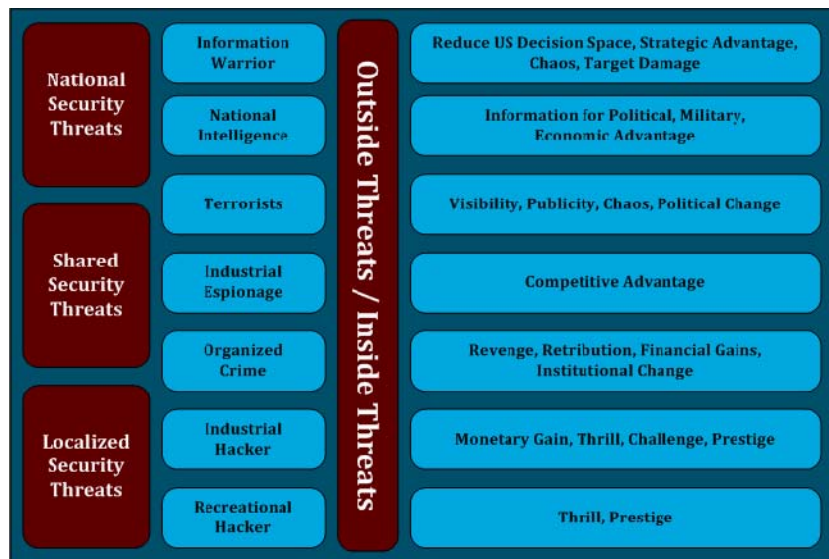 National
Security
Threats
Shared
Security
Threats
Localized
Security
Threats
Information
Warrior
National
Intelligence
Terrorists
Industrial
Espionage
Organized
Crime
Industrial
Hacker
Recreational
Hacker
Outside Threats / Inside Threats
Reduce US Decision Space, Strategic Advantage,
Chaos, Target Damage
Information for Political, Military,
Economic Advantage
Visibility, Publicity, Chaos, Political Change
Competitive Advantage
Revenge, Retribution, Financial Gains,
Institutional Change
Monetary Gain, Thrill, Challenge, Prestige
Thrill, Prestige